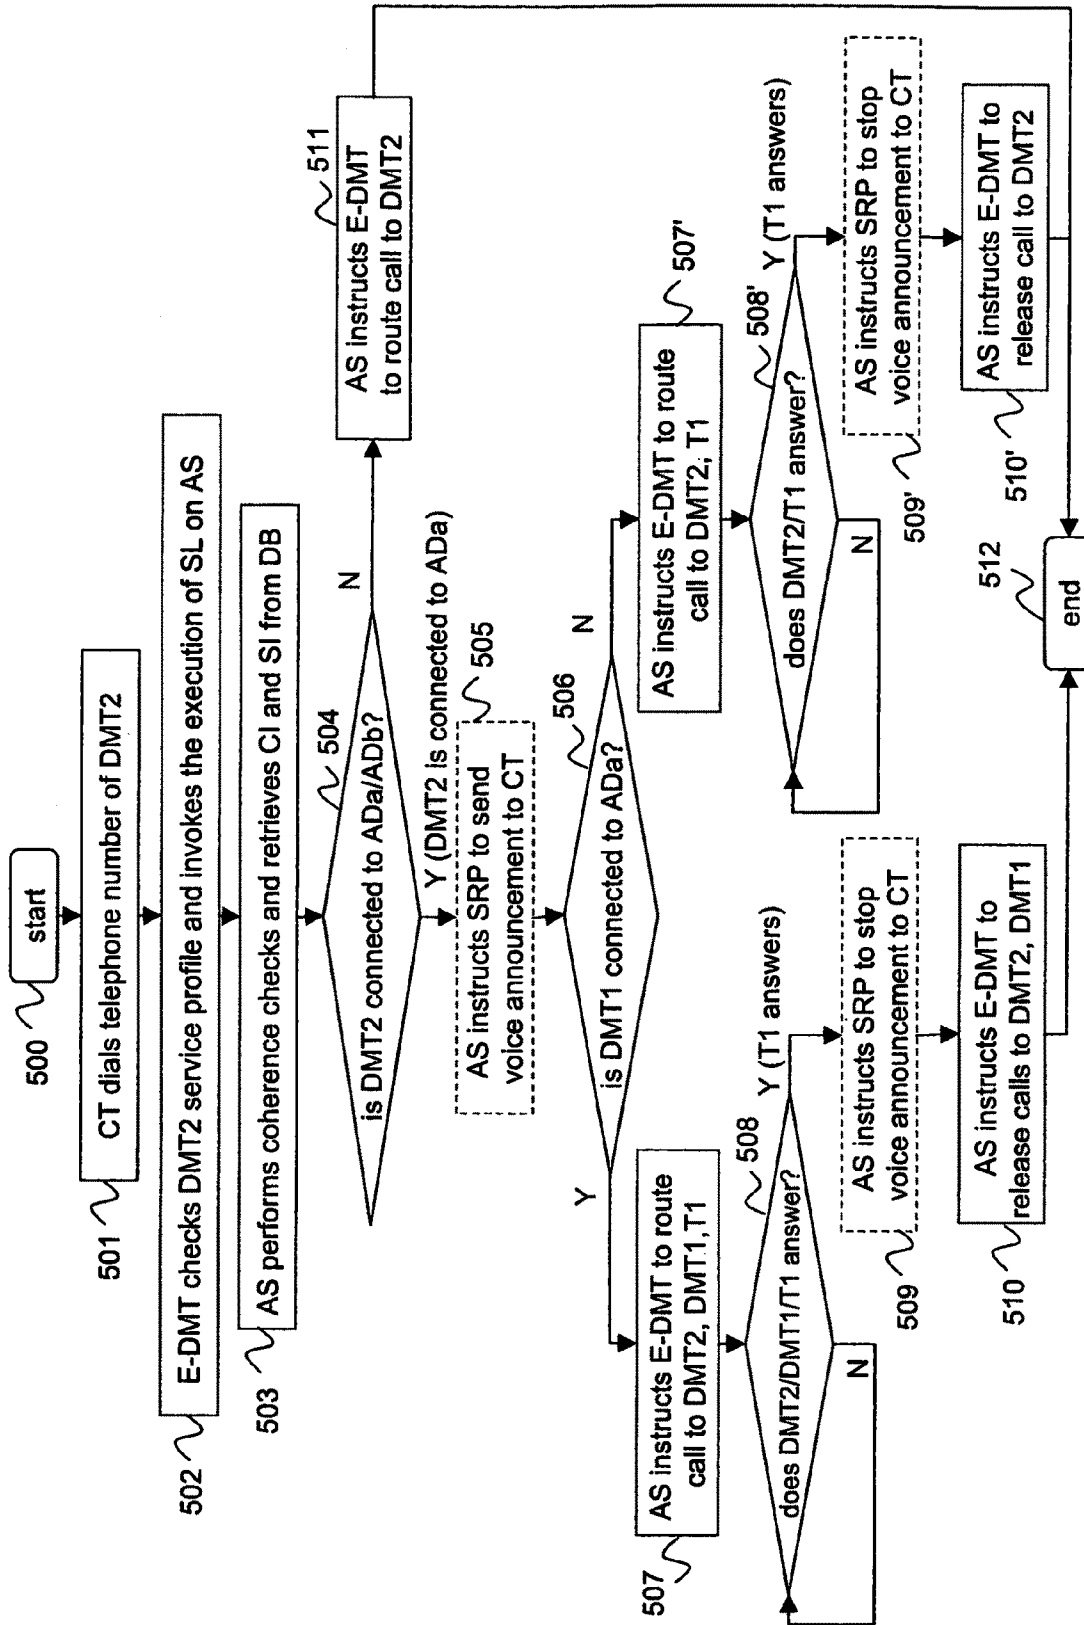 500
start
501
CT dials telephone number of DMT2
502
E-DMT checks DMT2 service profile and invokes the execution of SL on AS
503
AS performs coherence checks and retrieves CI and SI from DB
504
is DMT2 connected to ADa/ADb?
N
511
AS instructs E-DMT
to route call to DMT2
Y (DMT2 is connected to ADa)
505
AS instructs SRP to send
voice announcement to CT
506
is DMT1 connected to ADa?
Y
N
507
AS instructs E-DMT to route
call to DMT2, DMT1,T1
507'
AS instructs E-DMT to route
call to DMT2, T1
508
does DMT2/DMT1/T1 answer?
N
Y (T1 answers)
508'
does DMT2/T1 answer?
N
Y (T1 answers)
509
AS instructs SRP to stop
voice announcement to CT
509'
AS instructs SRP to stop
voice announcement to CT
510
AS instructs E-DMT to
release calls to DMT2, DMT1
510'
AS instructs E-DMT to
release call to DMT2
512
end